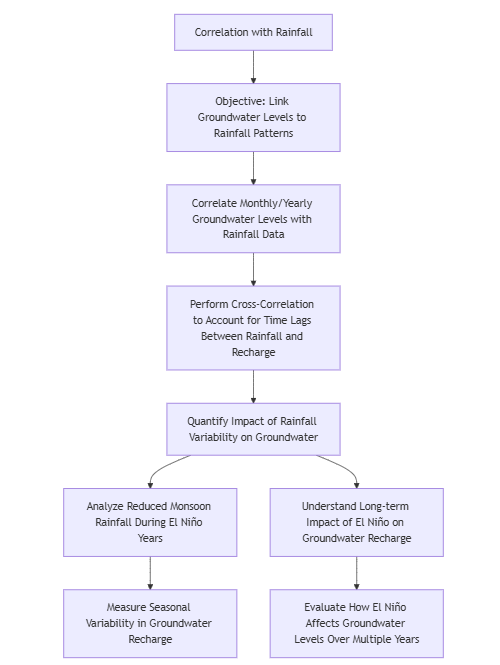 Correlation with Rainfall
Objective: Link
Groundwater Levels to
Rainfall Patterns
Correlate Monthly/Yearly
Groundwater Levels with
Rainfall Data
Perform Cross-Correlation
to Account for Time Lags
Between Rainfall and
Recharge
Quantify Impact of Rainfall
Variability on Groundwater
Analyze Reduced Monsoon
Rainfall During El Niño
Years
Understand Long-term
Impact of El Niño on
Groundwater Recharge
Measure Seasonal
Variability in Groundwater
Recharge
Evaluate How El Niño
Affects Groundwater
Levels Over Multiple Years